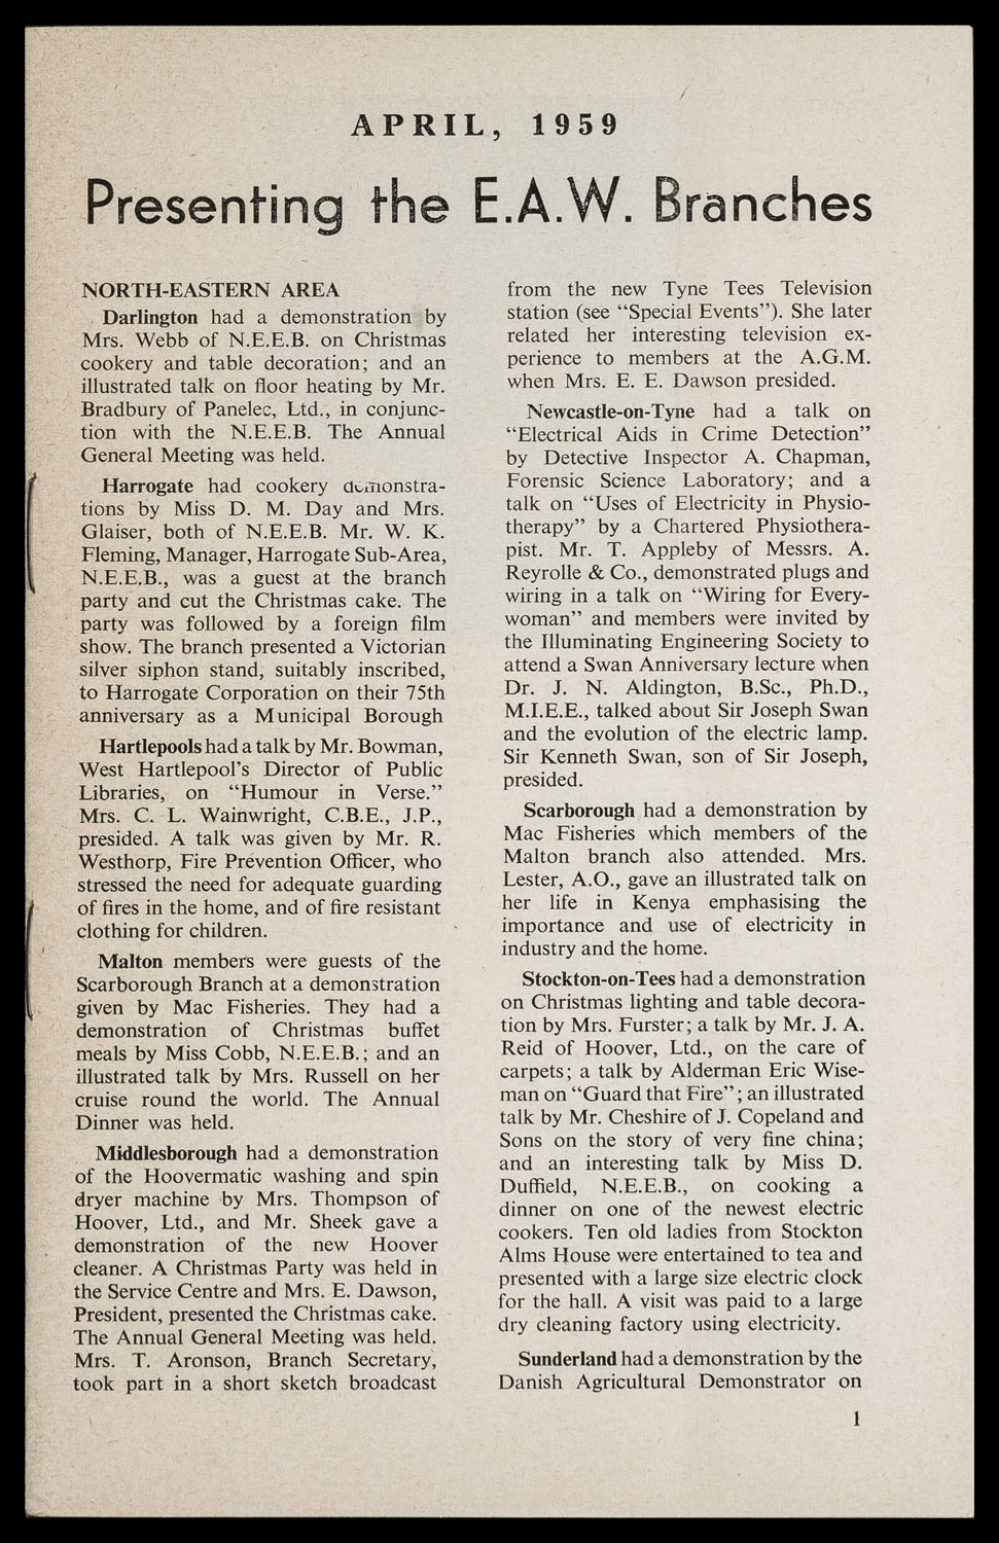 APRIL, 1959
Presenting the E.A.W. Branches
NORTH-EASTERN AREA
Darlington had a demonstration by
Mrs. Webb of N.E.E.B. on Christmas
cookery and table decoration; and an
illustrated talk on floor heating by Mr.
Bradbury of Panelec, Ltd., in conjunc-
tion with the N.E.E.B. The Annual
General Meeting was held.
Harrogate had cookery demonstra-
tions by Miss D. M. Day and Mrs.
Glaiser, both of N.E.E.B. Mr. W. K.
Fleming, Manager, Harrogate Sub-Area,
N.E.E.B., was a guest at the branch
party and cut the Christmas cake. The
party was followed by a foreign film
show. The branch presented a Victorian
silver siphon stand, suitably inscribed,
to Harrogate Corporation on their 75th
anniversary as a Municipal Borough
Hartlepools had a talk by Mr. Bowman,
West Hartlepool's Director of Public
Libraries, on “Humour in Verse.”
Mrs. C. L. Wainwright, C.B.E., J.P.,
presided. A talk was given by Mr. R.
Westhorp, Fire Prevention Officer, who
stressed the need for adequate guarding
of fires in the home, and of fire resistant
clothing for children.
Malton members were guests of the
Scarborough Branch at a demonstration
given by Mac Fisheries. They had a
demonstration of Christmas buffet
meals by Miss Cobb, N.E.E.B.; and an
illustrated talk by Mrs. Russell on her
cruise round the world. The Annual
Dinner was held.
Middlesborough had a demonstration
of the Hoovermatic washing and spin
dryer machine by Mrs. Thompson of
Hoover, Ltd., and Mr. Sheek gave a
demonstration of the new Hoover
cleaner. A Christmas Party was held in
the Service Centre and Mrs. E. Dawson,
President, presented the Christmas cake.
The Annual General Meeting was held.
Mrs. T. Aronson, Branch Secretary,
took part in a short sketch broadcast
from the new Tyne Tees Television
station (see “Special Events”). She later
related her interesting television ex-
perience to members at the A.G.M.
when Mrs. E. E. Dawson presided.
Newcastle-on-Tyne had a talk on
“Electrical Aids in Crime Detection”
by Detective Inspector A. Chapman,
Forensic Science Laboratory; and a
talk on “Uses of Electricity in Physio-
therapy” by a Chartered Physiothera-
pist. Mr. T. Appleby of Messrs. A.
Reyrolle & Co., demonstrated plugs and
wiring in a talk on “Wiring for Every-
woman” and members were invited by
the Illuminating Engineering Society to
attend a Swan Anniversary lecture when
Dr. J. N. Aldington, B.Sc., Ph.D.,
M.I.E.E., talked about Sir Joseph Swan
and the evolution of the electric lamp.
Sir Kenneth Swan, son of Sir Joseph,
presided.
Scarborough had a demonstration by
Mac Fisheries which members of the
Malton branch also attended. Mrs.
Lester, A.O., gave an illustrated talk on
her life in Kenya emphasising the
importance and use of electricity in
industry and the home.
Stockton-on-Tees had a demonstration
on Christmas lighting and table decora-
tion by Mrs. Furster; a talk by Mr. J. A.
Reid of Hoover, Ltd., on the care of
carpets; a talk by Alderman Eric Wise-
man on “Guard that Fire”; an illustrated
talk by Mr. Cheshire of J. Copeland and
Sons on the story of very fine china;
and an interesting talk by Miss D.
Duffield, N.E.E.B., on cooking a
dinner on one of the newest electric
cookers. Ten old ladies from Stockton
Alms House were entertained to tea and
presented with a large size electric clock
for the hall. A visit was paid to a large
dry cleaning factory using electricity.
Sunderland had a demonstration by the
Danish Agricultural Demonstrator on
1